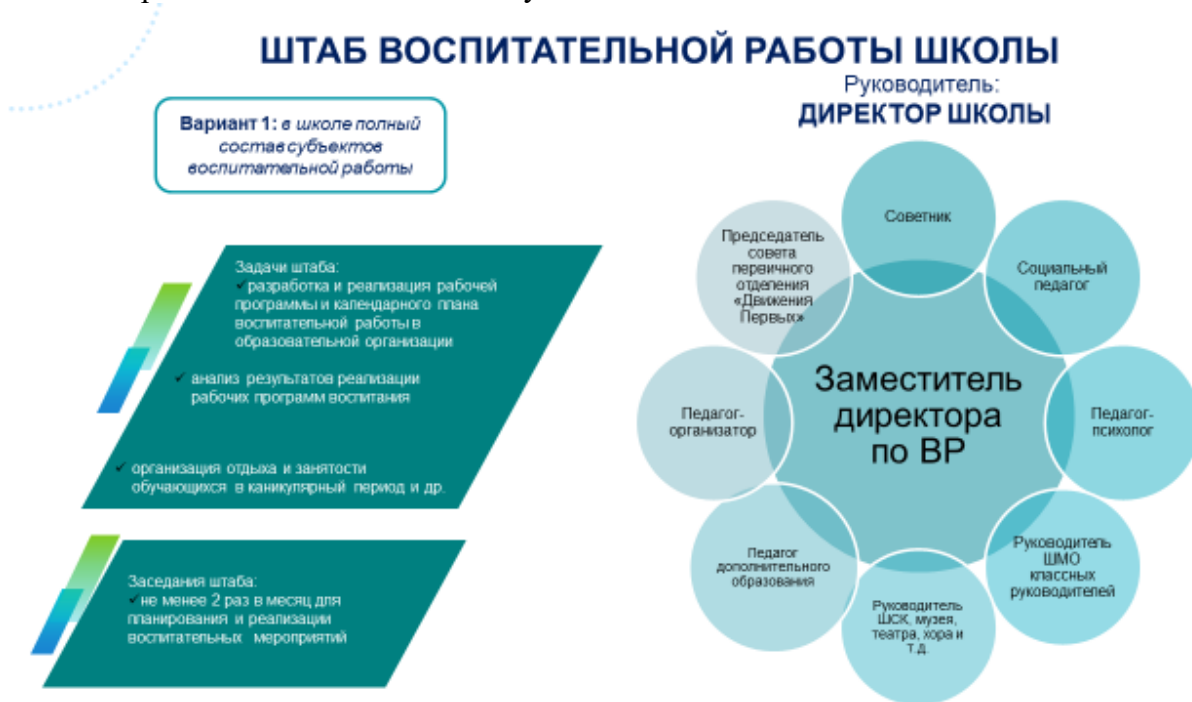 ШТАБ ВОСПИТАТЕЛЬНОЙ РАБОТЫ ШКОЛЫ
Руководитель:
ДИРЕКТОР ШКОЛЫ
Вариант 1: в школе полный
состав субъектов
воспитательной работы
Задачи штаба:
✓разработка и реализация рабочей
программы и календарного плана
воспитательной работы в
образовательной организации
✓ анализ результатов реализации
рабочих программ воспитания
✓ организация отдыха и занятости
обучающихся в каникулярный период и др.
Заседания штаба:
✓не менее 2 раз в месяц для
планирования и реализации
воспитательных мероприятий
Советник
Социальный
педагог
Педагог-
психолог
Руководитель
ШМО
классных
руководителей
Руководитель
ШСК, музея,
театра, хора и
т.д.
Педагог
дополнительного
образования
Педагог-
организатор
Председатель
совета
первичного
отделения
«Движения
Первых»
Заместитель
директора
по ВР